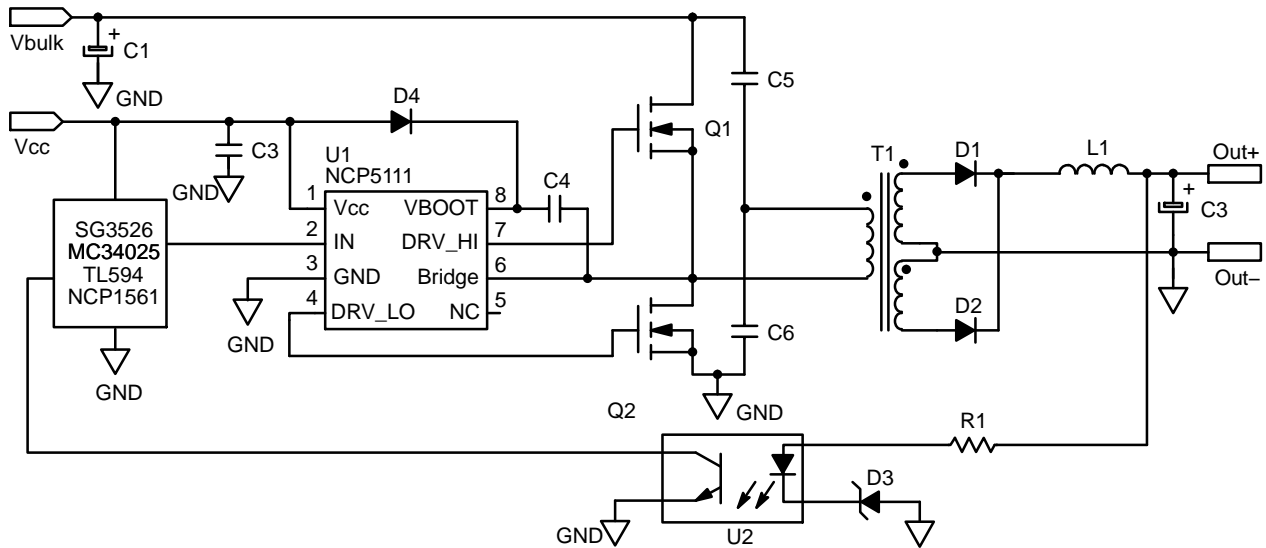 Vbulk
+
C1
GND
D4
C5
Vcc
C3
GND
U1
NCP5111
Q1
T1
D1
L1
Out+
+
C3
C4
1
Vcc
VBOOT
8
SG3526
MC34025
TL594
NCP1561
2
IN
DRV_HI
7
3
GND
Bridge
6
4
DRV_LO
NC
5
GND
GND
D2
Out–
C6
Q2
GND
R1
D3
GND
U2